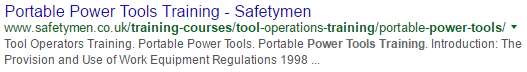 Portable Power Tools Training - Safetymen
www.safetymen.co.uk/training-courses/tool-operations-training/portable-power-tools/
Tool Operators Training. Portable Power Tools. Portable Power Tools Training. Introduction: The
Provision and Use of Work Equipment Regulations 1998 ...